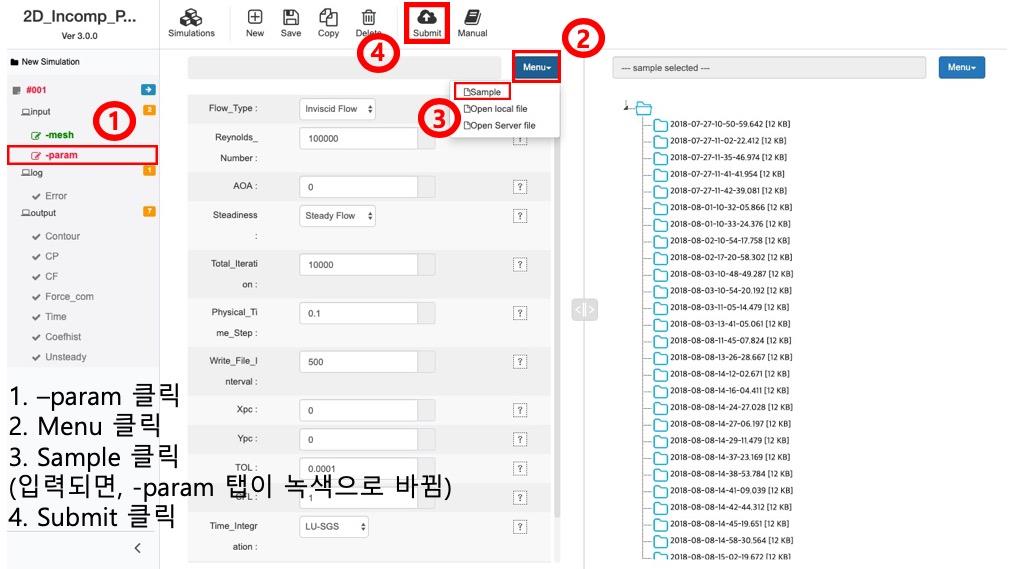 2D_Incomp_P...
Ver 3.0.0
Simulations
New
Save
Copy
Delete
Submit
Manual
④
②
New Simulation
Menu
--- sample selected ---
Menu
#001
input 2
①
-mesh
-param
log 1
Error
output 7
Contour
CP
CF
Force_com
Time
Coefhist
Unsteady
Sample
Open local file
Open Server file
③
Flow_Type : Inviscid Flow
Reynolds_
Number :
100000 ?
AOA : 0 ?
Steadiness
:
Steady Flow ?
Total_Iterati
on :
10000 ?
Physical_Ti
me_Step :
0.1 ?
Write_File_I
nterval :
500 ?
Xpc : 0 ?
Ypc : 0 ?
TOL : 0.0001 ?
CFL : 1 ?
Time_Integr
ation :
LU-SGS ?
1. –param 클릭
2. Menu 클릭
3. Sample 클릭
(입력되면, -param 탭이 녹색으로 바뀜)
4. Submit 클릭
2018-07-27-10-50-59.642 [12 KB]
2018-07-27-11-02-22.412 [12 KB]
2018-07-27-11-35-46.974 [12 KB]
2018-07-27-11-41-41.954 [12 KB]
2018-07-27-11-42-39.081 [12 KB]
2018-08-01-10-32-05.866 [12 KB]
2018-08-01-10-33-24.376 [12 KB]
2018-08-02-10-54-17.758 [12 KB]
2018-08-02-17-20-58.302 [12 KB]
2018-08-03-10-48-49.287 [12 KB]
2018-08-03-10-54-20.192 [12 KB]
2018-08-03-11-05-14.479 [12 KB]
2018-08-03-13-41-05.061 [12 KB]
2018-08-08-11-45-07.824 [12 KB]
2018-08-08-13-26-28.667 [12 KB]
2018-08-08-14-12-02.671 [12 KB]
2018-08-08-14-16-04.411 [12 KB]
2018-08-08-14-24-27.028 [12 KB]
2018-08-08-14-27-06.197 [12 KB]
2018-08-08-14-29-11.479 [12 KB]
2018-08-08-14-37-23.169 [12 KB]
2018-08-08-14-38-53.784 [12 KB]
2018-08-08-14-41-09.039 [12 KB]
2018-08-08-14-42-44.312 [12 KB]
2018-08-08-14-45-19.651 [12 KB]
2018-08-08-14-58-30.564 [12 KB]
2018-08-08-15-02-19.672 [12 KB]